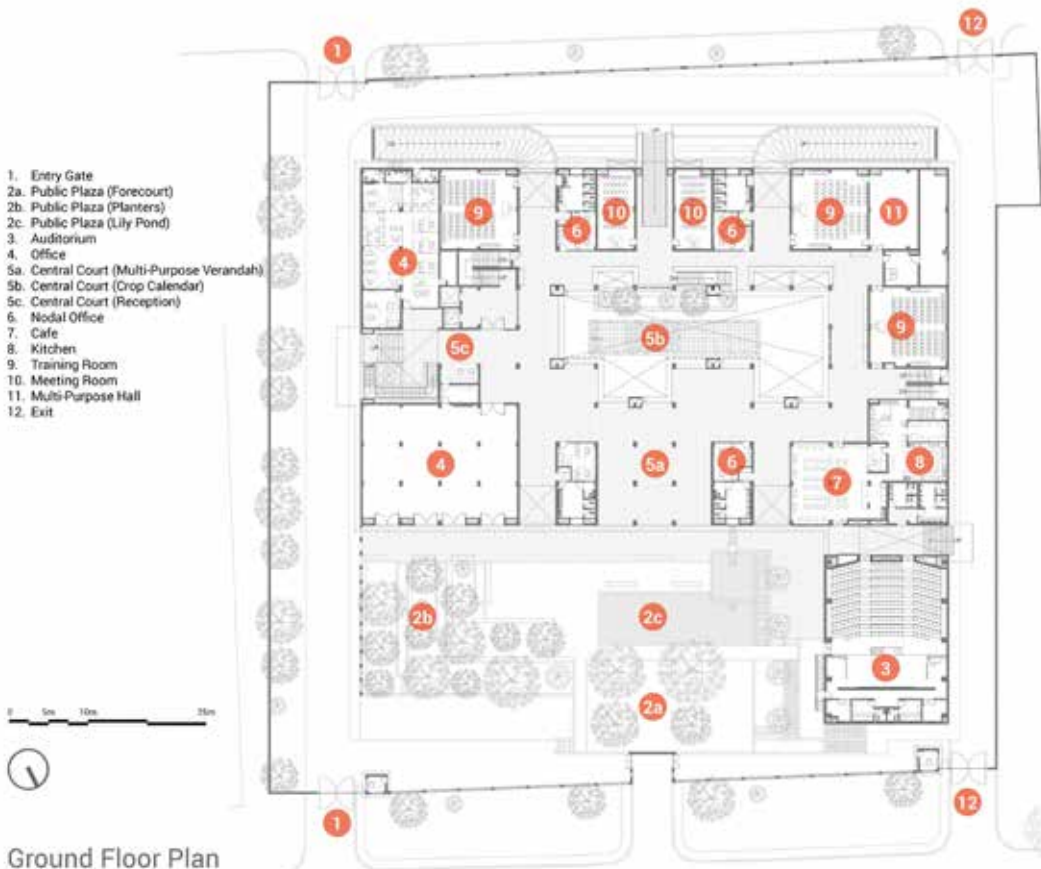 1
12
1. Entry Gate
2a. Public Plaza (Forecourt)
2b. Public Plaza (Planters)
2c. Public Plaza (Lily Pond)
3. Auditorium
4. Office
5a. Central Court (Multi-Purpose Verandah)
5b. Central Court (Crop Calendar)
5c. Central Court (Reception)
6. Nodal Office
7. Cafe
8. Kitchen
9. Training Room
10. Meeting Room
11. Multi-Purpose Hall
12. Exit
9
10
10
9
11
6
6
4
9
5b
5c
4
5a
6
7
8
2b
2c
3
2a
0 5m 10m 25m
1
12
Ground Floor Plan